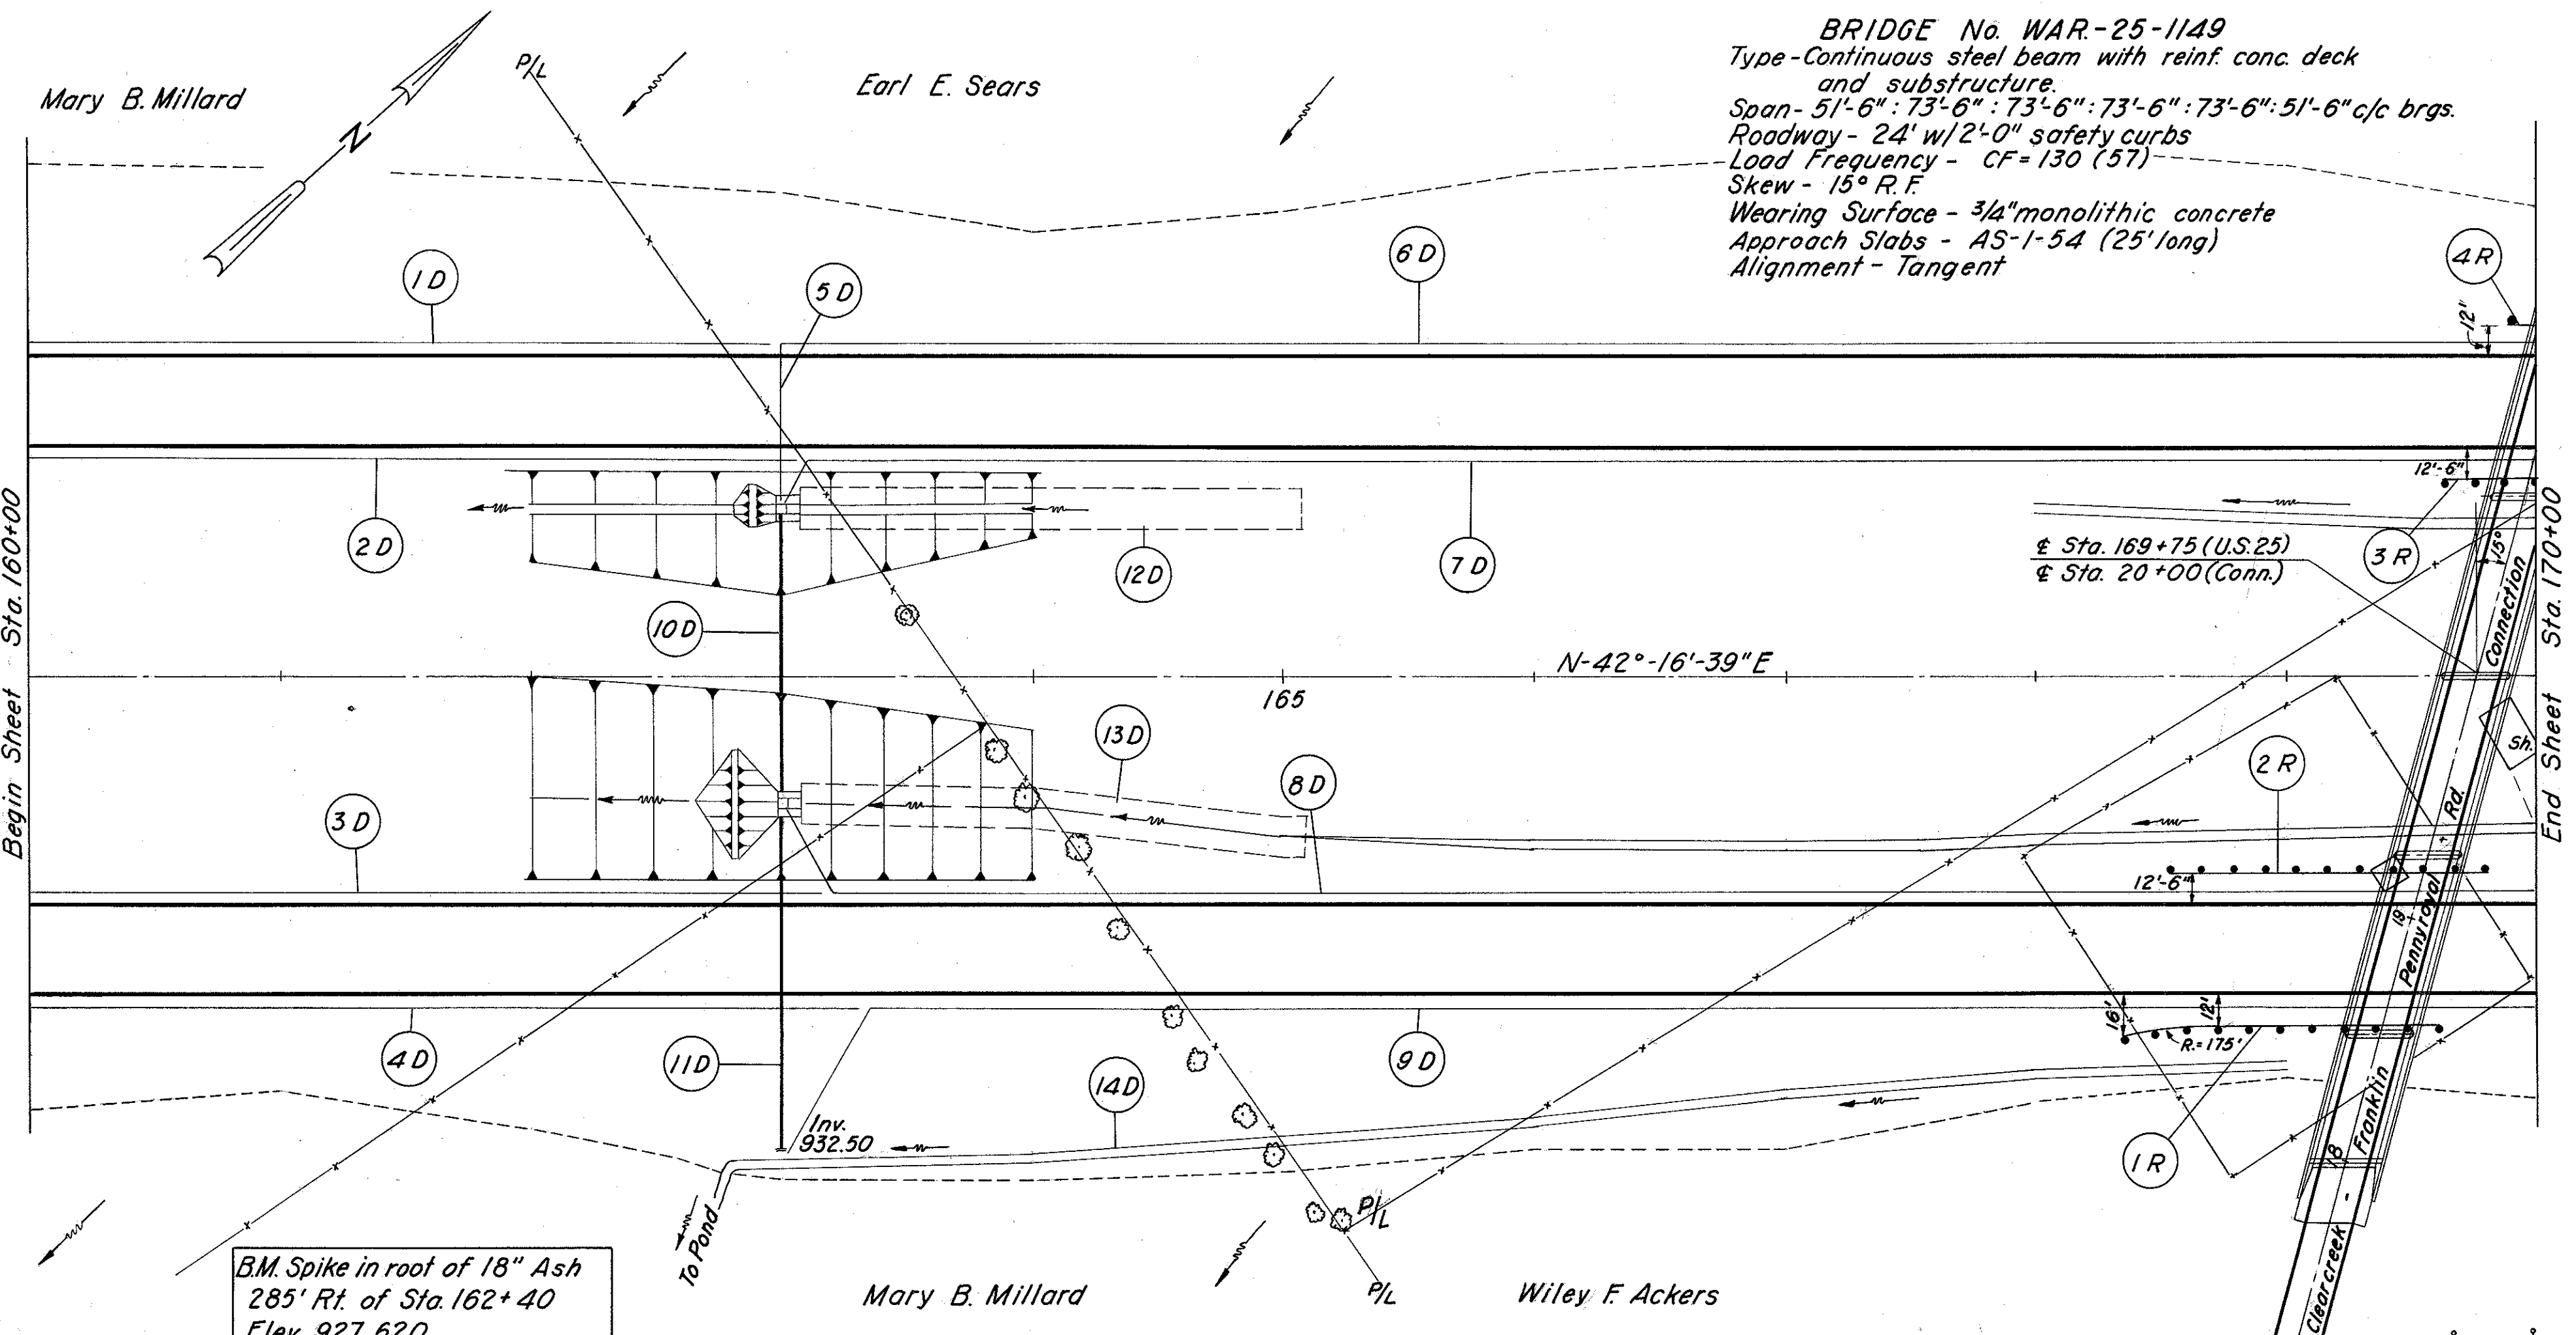 BRIDGE No. WAR-25-1149
Type-Continuous steel beam with reinf. conc. deck
and substructure.
Span- 51'-6" : 73'-6" : 73'-6" : 73'-6" : 73'-6" : 51'-6" c/c brgs.
Roadway - 24' w/2'-0" safety curbs
Load Frequency - CF= 130 (57)
Skew - 15° R.F.
Wearing Surface - 3/4" monolithic concrete
Approach Slabs - AS-1-54 (25' long)
Alignment - Tangent
Mary B. Millard
N
P/L
Earl E. Sears
1 D
5 D
6 D
4 R
12"
Begin Sheet Sta. 160+00
2 D
12 D
7 D
12'-6"
3 R
15°
℄ Sta. 169+75 (U.S. 25)
℄ Sta. 20+00 (Conn.)
Connection
End Sheet Sta. 170+00
10 D
N-42°-16'-39"E
165
13 D
8 D
3 D
2 R
Sh.
12'-6"
Rd.
19
Pennyroyal
4 D
11 D
14 D
9 D
16'
12'
R.=175'
1 R
Inv.
932.50
To Pond
18
Franklin
Clearcreek
P/L
P/L
B.M. Spike in root of 18" Ash
285' Rt. of Sta. 162+40
Elev. 927.620
Mary B. Millard
Wiley F. Ackers